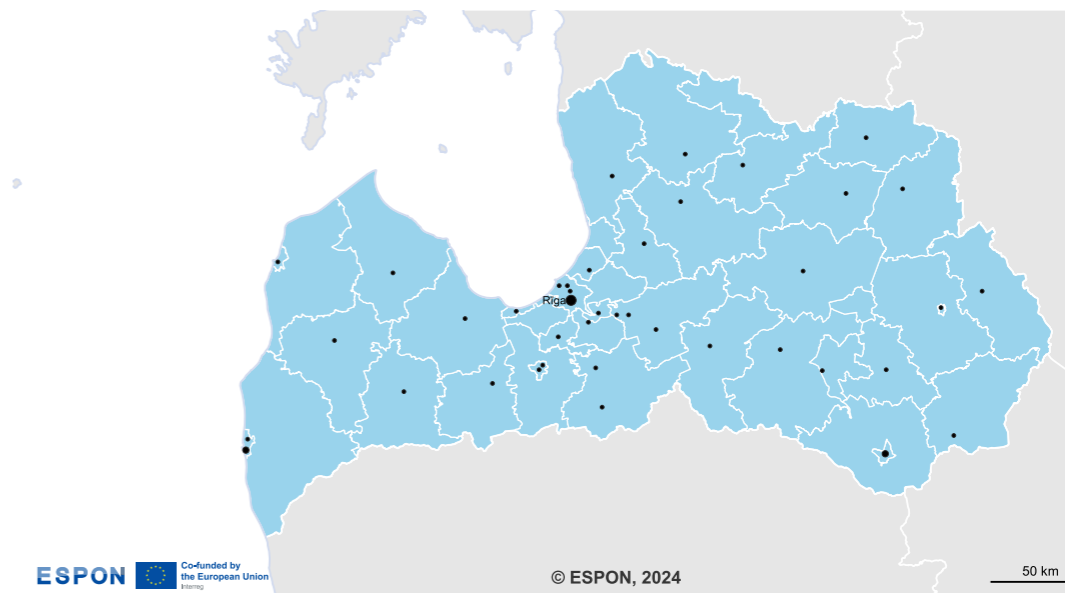 Riga
ESPON
Co-funded by
the European Union
Interreg
© ESPON, 2024
50 km